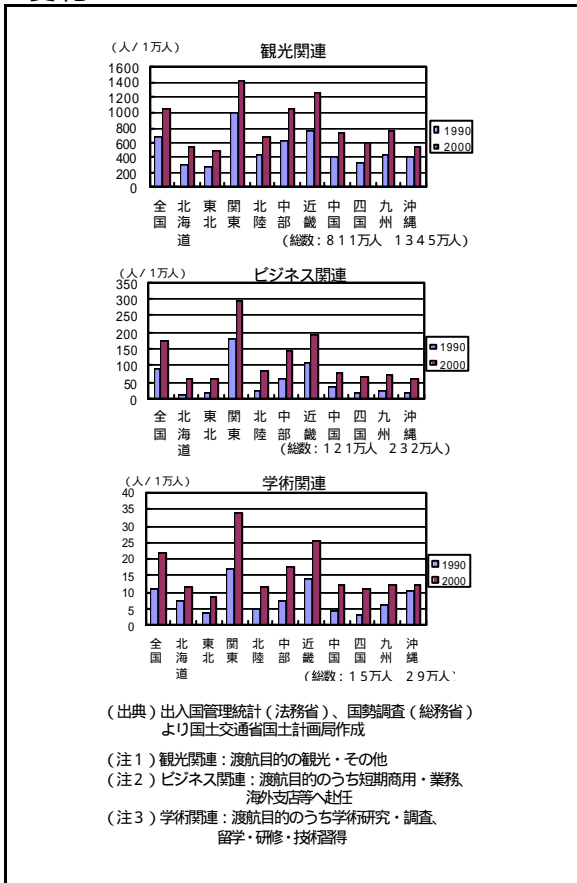 (人/1万人)
観光関連
1600
1400
1200
1000
800
600
400
200
0
1990
2000
全国
北海道
東北
関東
北陸
中部
近畿
中国
四国
九州
沖縄
(総数:811万人 1345万人)
(人/1万人)
ビジネス関連
350
300
250
200
150
100
50
0
1990
2000
全国
北海道
東北
関東
北陸
中部
近畿
中国
四国
九州
沖縄
(総数:121万人 232万人)
(人/1万人)
学術関連
40
35
30
25
20
15
10
5
0
1990
2000
全国
北海道
東北
関東
北陸
中部
近畿
中国
四国
九州
沖縄
(総数:15万人 29万人)
(出典)出入国管理統計(法務省)、国勢調査(総務省)
より国土交通省国土計画局作成
(注1)観光関連:渡航目的の観光・その他
(注2)ビジネス関連:渡航目的のうち短期商用・業務、
海外支店等へ赴任
(注3)学術関連:渡航目的のうち学術研究・調査、
留学・研修・技術習得